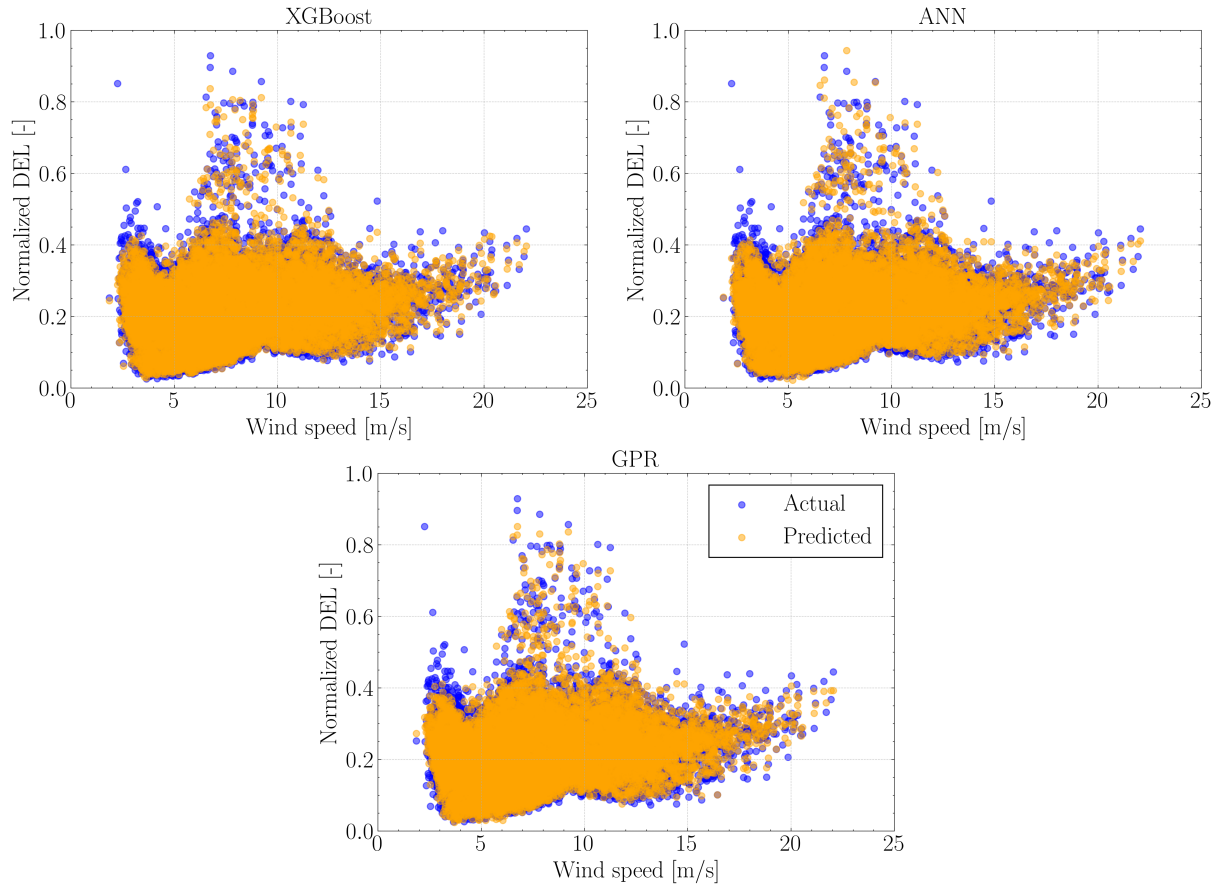 XGBoost
1.0
0.8
0.6
0.4
0.2
0.0
Normalized DEL [-]
0 5 10 15 20 25
Wind speed [m/s]
ANN
1.0
0.8
0.6
0.4
0.2
0.0
Normalized DEL [-]
0 5 10 15 20 25
Wind speed [m/s]
GPR
1.0
0.8
0.6
0.4
0.2
0.0
Normalized DEL [-]
Actual
Predicted
0 5 10 15 20 25
Wind speed [m/s]